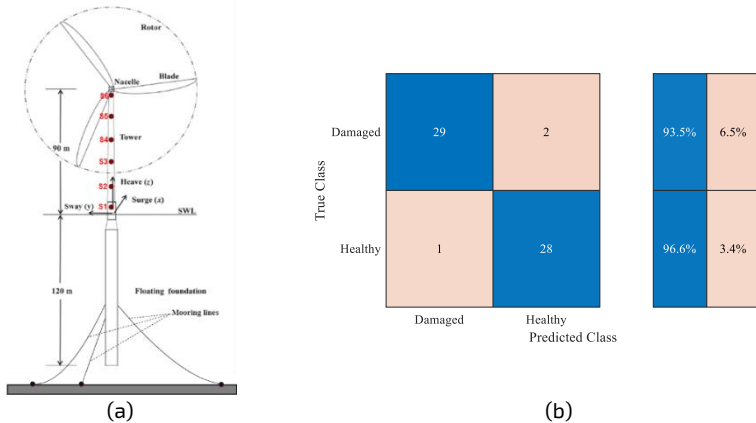 Rotor
Nacelle
Blade
S6
S5
S4
Tower
90 m
S3
Heave (z)
S2
Surge (x)
S1
Sway (y)
SWL
120 m
Floating foundation
Mooring lines
(a)
True Class
Damaged
29
2
93.5%
6.5%
Healthy
1
28
96.6%
3.4%
Damaged
Healthy
Predicted Class
(b)